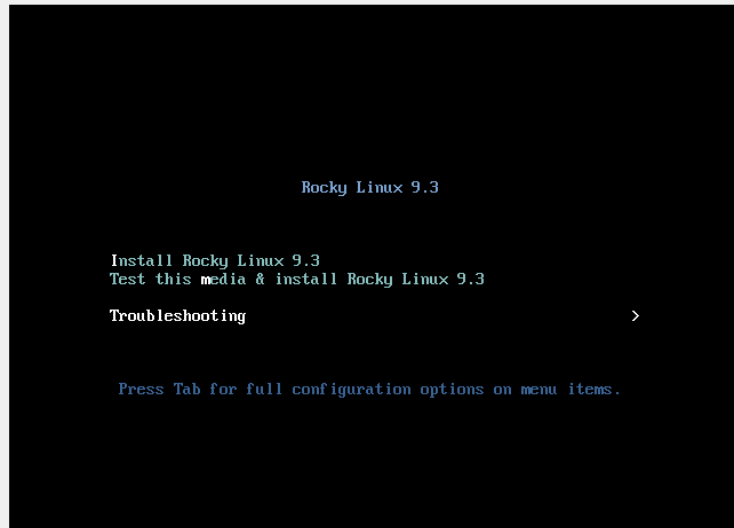 Rocky Linux 9.3
Install Rocky Linux 9.3
Test this media & install Rocky Linux 9.3
Troubleshooting >
Press Tab for full configuration options on menu items.